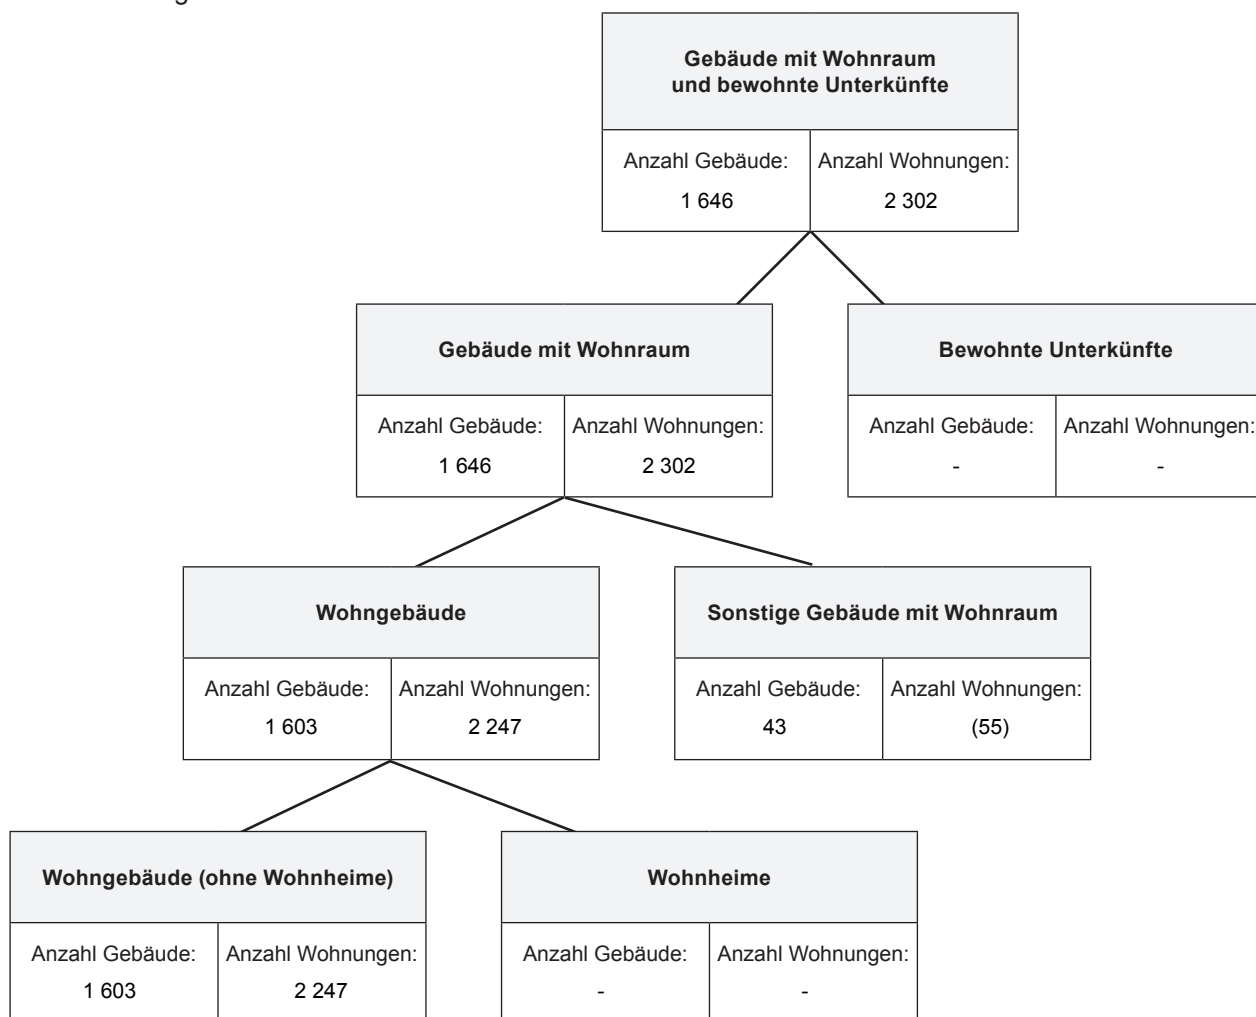 Gebäude mit Wohnraum
und bewohnte Unterkünfte
Anzahl Gebäude: Anzahl Wohnungen:
1 646 2 302
Gebäude mit Wohnraum Bewohnte Unterkünfte
Anzahl Gebäude: Anzahl Wohnungen: Anzahl Gebäude: Anzahl Wohnungen:
1 646 2 302 - -
Wohngebäude Sonstige Gebäude mit Wohnraum
Anzahl Gebäude: Anzahl Wohnungen: Anzahl Gebäude: Anzahl Wohnungen:
1 603 2 247 43 (55)
Wohngebäude (ohne Wohnheime) Wohnheime
Anzahl Gebäude: Anzahl Wohnungen: Anzahl Gebäude: Anzahl Wohnungen:
1 603 2 247 - -